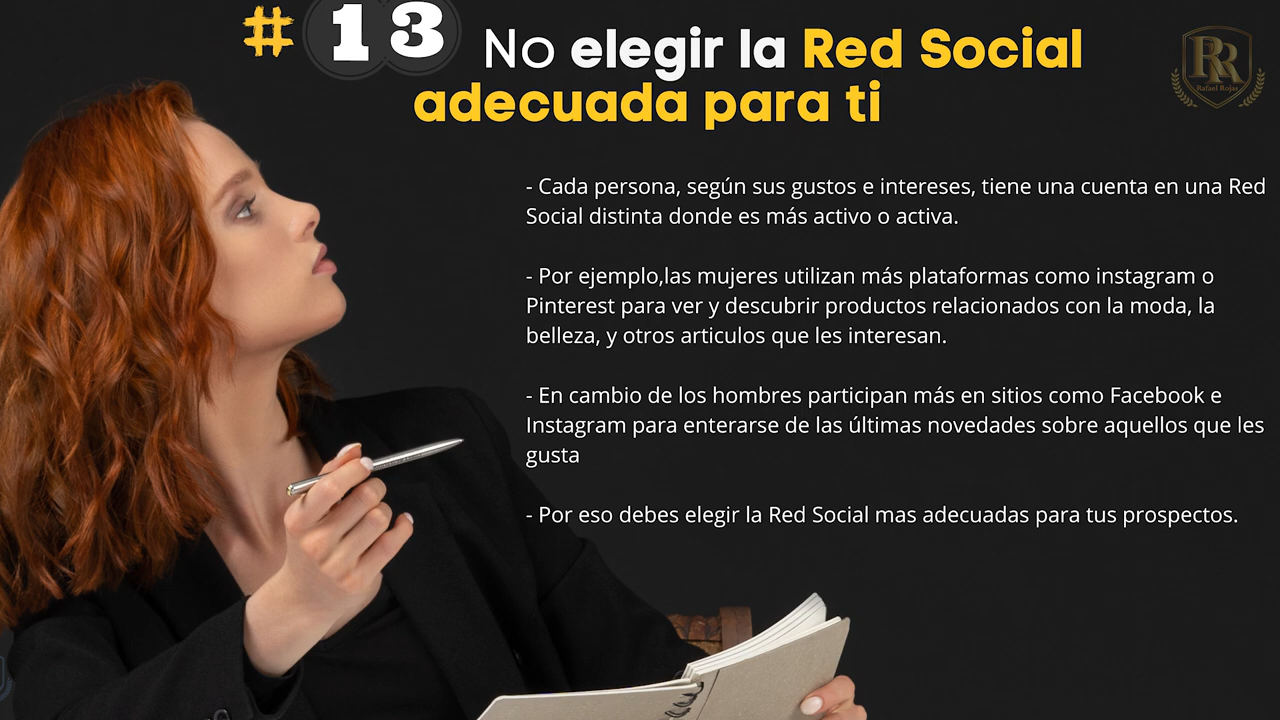 # 13 No elegir la Red Social
adecuada para ti
RR
Rafael Rojas
- Cada persona, según sus gustos e intereses, tiene una cuenta en una Red
Social distinta donde es más activo o activa.
- Por ejemplo,las mujeres utilizan más plataformas como instagram o
Pinterest para ver y descubrir productos relacionados con la moda, la
belleza, y otros articulos que les interesan.
- En cambio de los hombres participan más en sitios como Facebook e
Instagram para enterarse de las últimas novedades sobre aquellos que les
gusta
- Por eso debes elegir la Red Social mas adecuadas para tus prospectos.